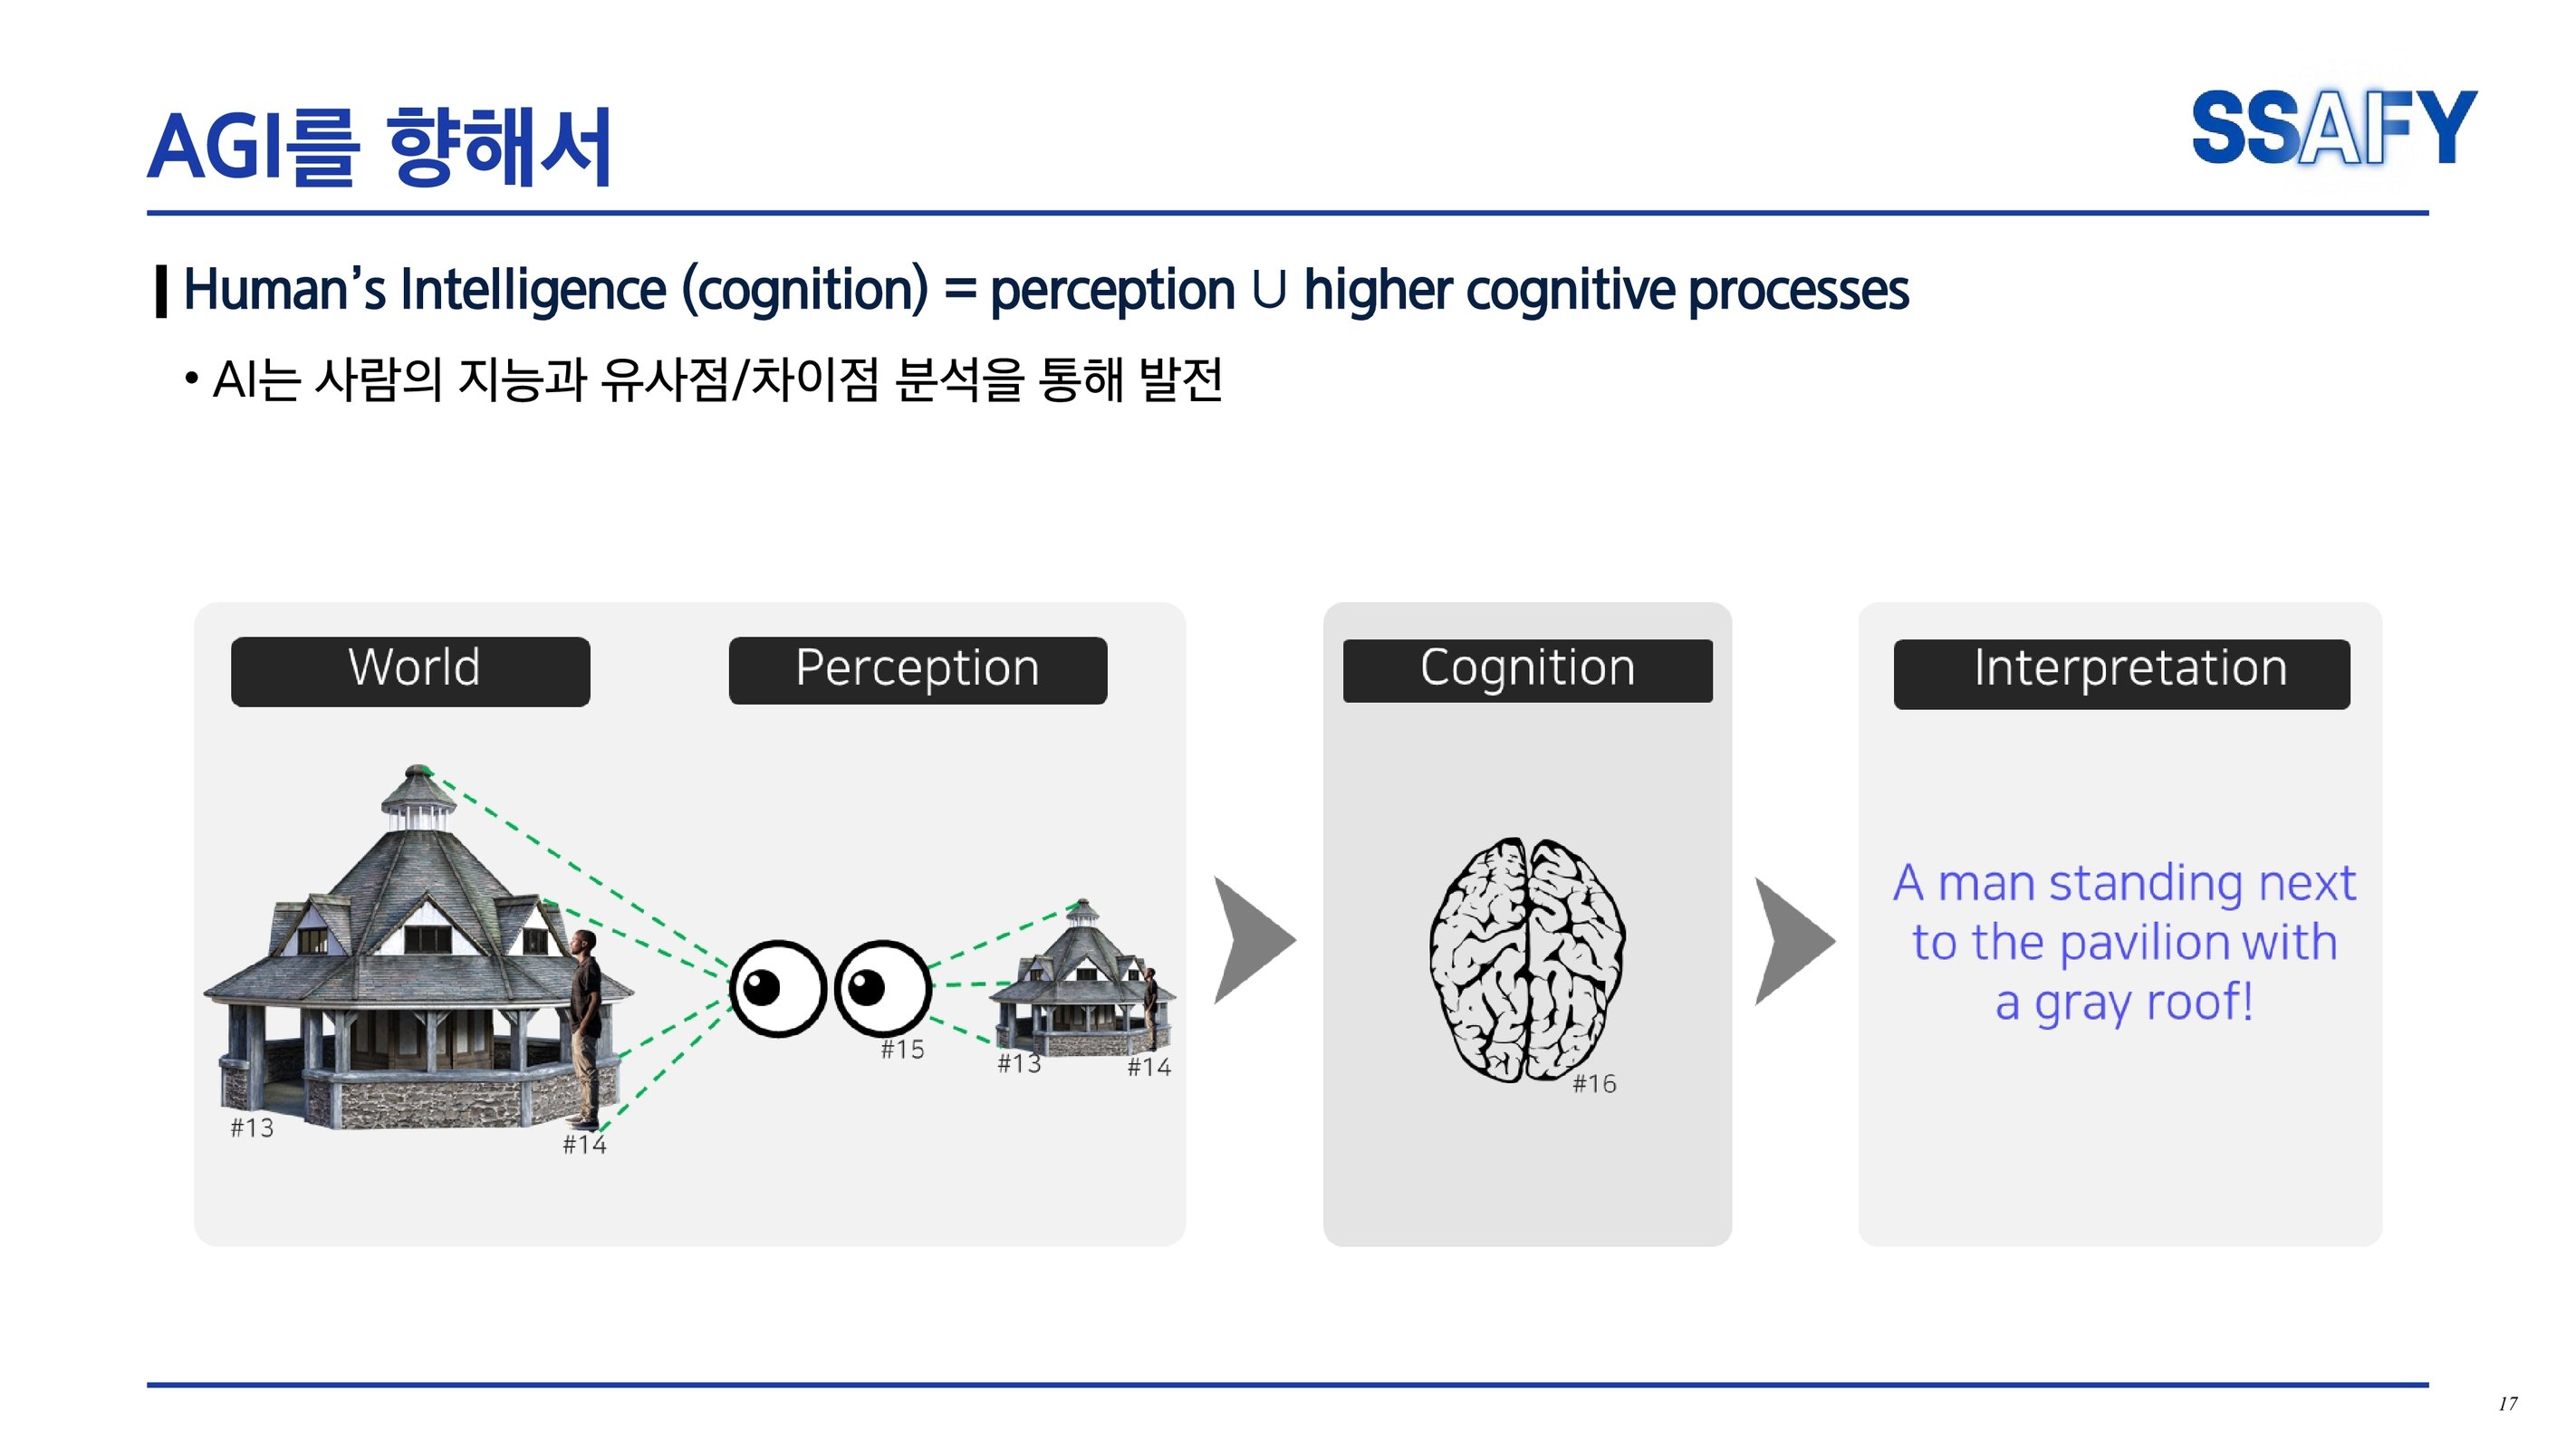 AGI를 향해서
SSAFY
Human’s Intelligence (cognition) = perception ∪ higher cognitive processes
• AI는 사람의 지능과 유사점/차이점 분석을 통해 발전
World
Perception
Cognition
Interpretation
#13
#14
#15
#13
#14
#16
A man standing next
to the pavilion with
a gray roof!
17